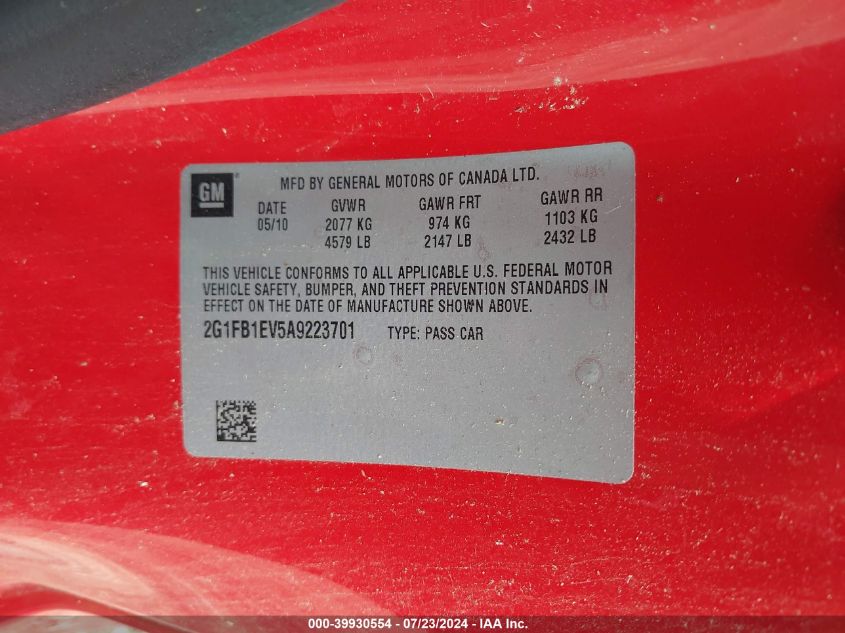 GM
MFD BY GENERAL MOTORS OF CANADA LTD.
DATE GVWR GAWR FRT GAWR RR
05/10 2077 KG 974 KG 1103 KG
4579 LB 2147 LB 2432 LB
THIS VEHICLE CONFORMS TO ALL APPLICABLE U.S. FEDERAL MOTOR
VEHICLE SAFETY, BUMPER, AND THEFT PREVENTION STANDARDS IN
EFFECT ON THE DATE OF MANUFACTURE SHOWN ABOVE.
2G1FB1EV5A9223701 TYPE: PASS CAR
000-39930554 - 07/23/2024 - IAA Inc.